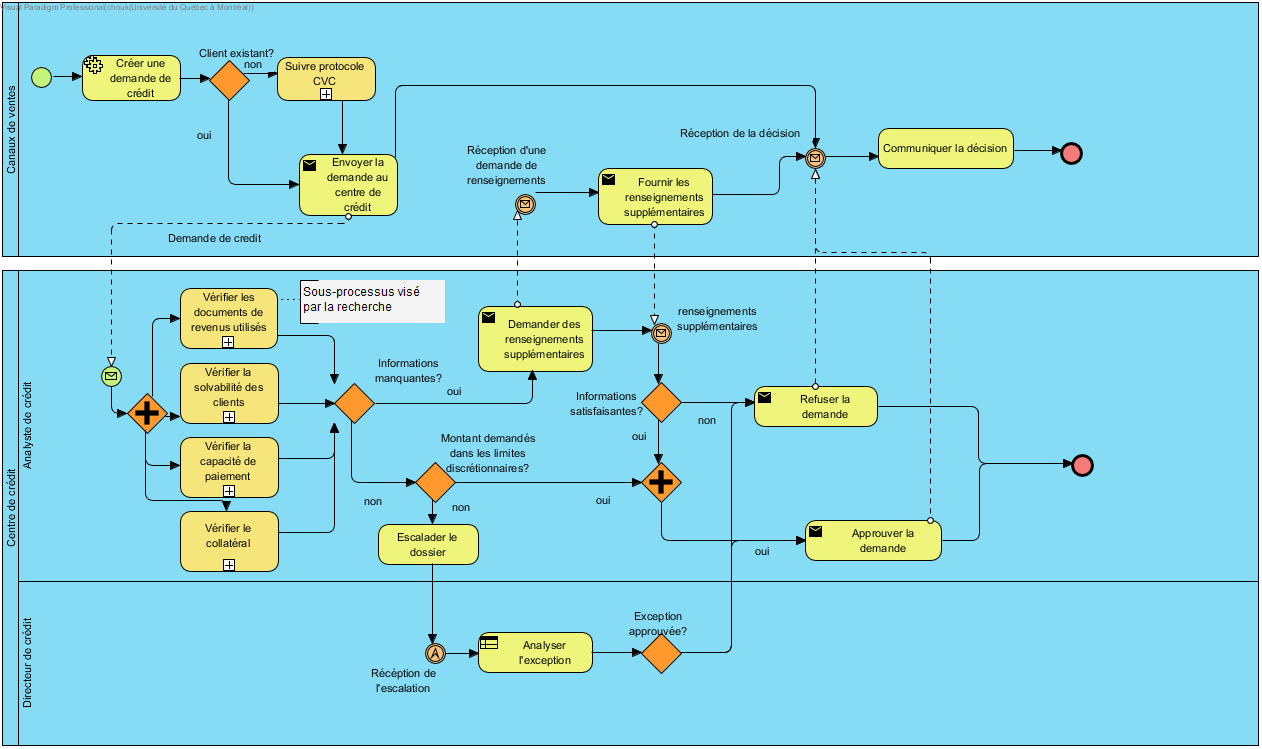 Visual Paradigm Professional(chouk(Université du Québec à Montréal))
Canaux de ventes
Créer une
demande de
crédit
Client existant?
non
oui
Suivre protocole
CVC
Envoyer la
demande au
centre de
crédit
Demande de credit
Réception d'une
demande de
renseignements
Fournir les
renseignements
supplémentaires
Réception de la décision
Communiquer la décision
Centre de crédit
Analyste de crédit
Vérifier les
documents de
revenus utilisés
Sous-processus visé
par la recherche
Vérifier la
solvabilité des
clients
Vérifier la
capacité de
paiement
Vérifier le
collatéral
Informations
manquantes?
oui
non
Demander des
renseignements
supplémentaires
renseignements
supplémentaires
Informations
satisfaisantes?
non
oui
Montant demandés
dans les limites
discrétionnaires?
oui
non
Escalader le
dossier
Refuser la
demande
Approuver la
demande
oui
Directeur de crédit
A
Récéption de
l'escalation
Analyser
l'exception
Exception
approuvée?